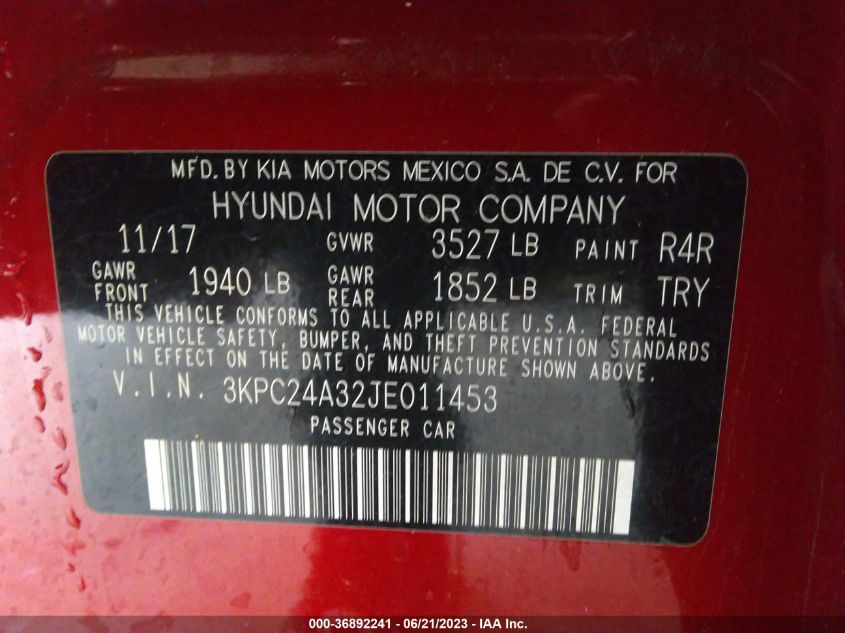 MFD. BY KIA MOTORS MEXICO S.A. DE C.V. FOR
HYUNDAI MOTOR COMPANY
11/17 GVWR 3527 LB PAINT R4R
GAWR FRONT 1940 LB GAWR REAR 1852 LB TRIM TRY
THIS VEHICLE CONFORMS TO ALL APPLICABLE U.S.A. FEDERAL
MOTOR VEHICLE SAFETY, BUMPER, AND THEFT PREVENTION STANDARDS
IN EFFECT ON THE DATE OF MANUFACTURE SHOWN ABOVE.
V.I.N. 3KPC24A32JE011453
PASSENGER CAR
000-36892241 - 06/21/2023 - IAA Inc.